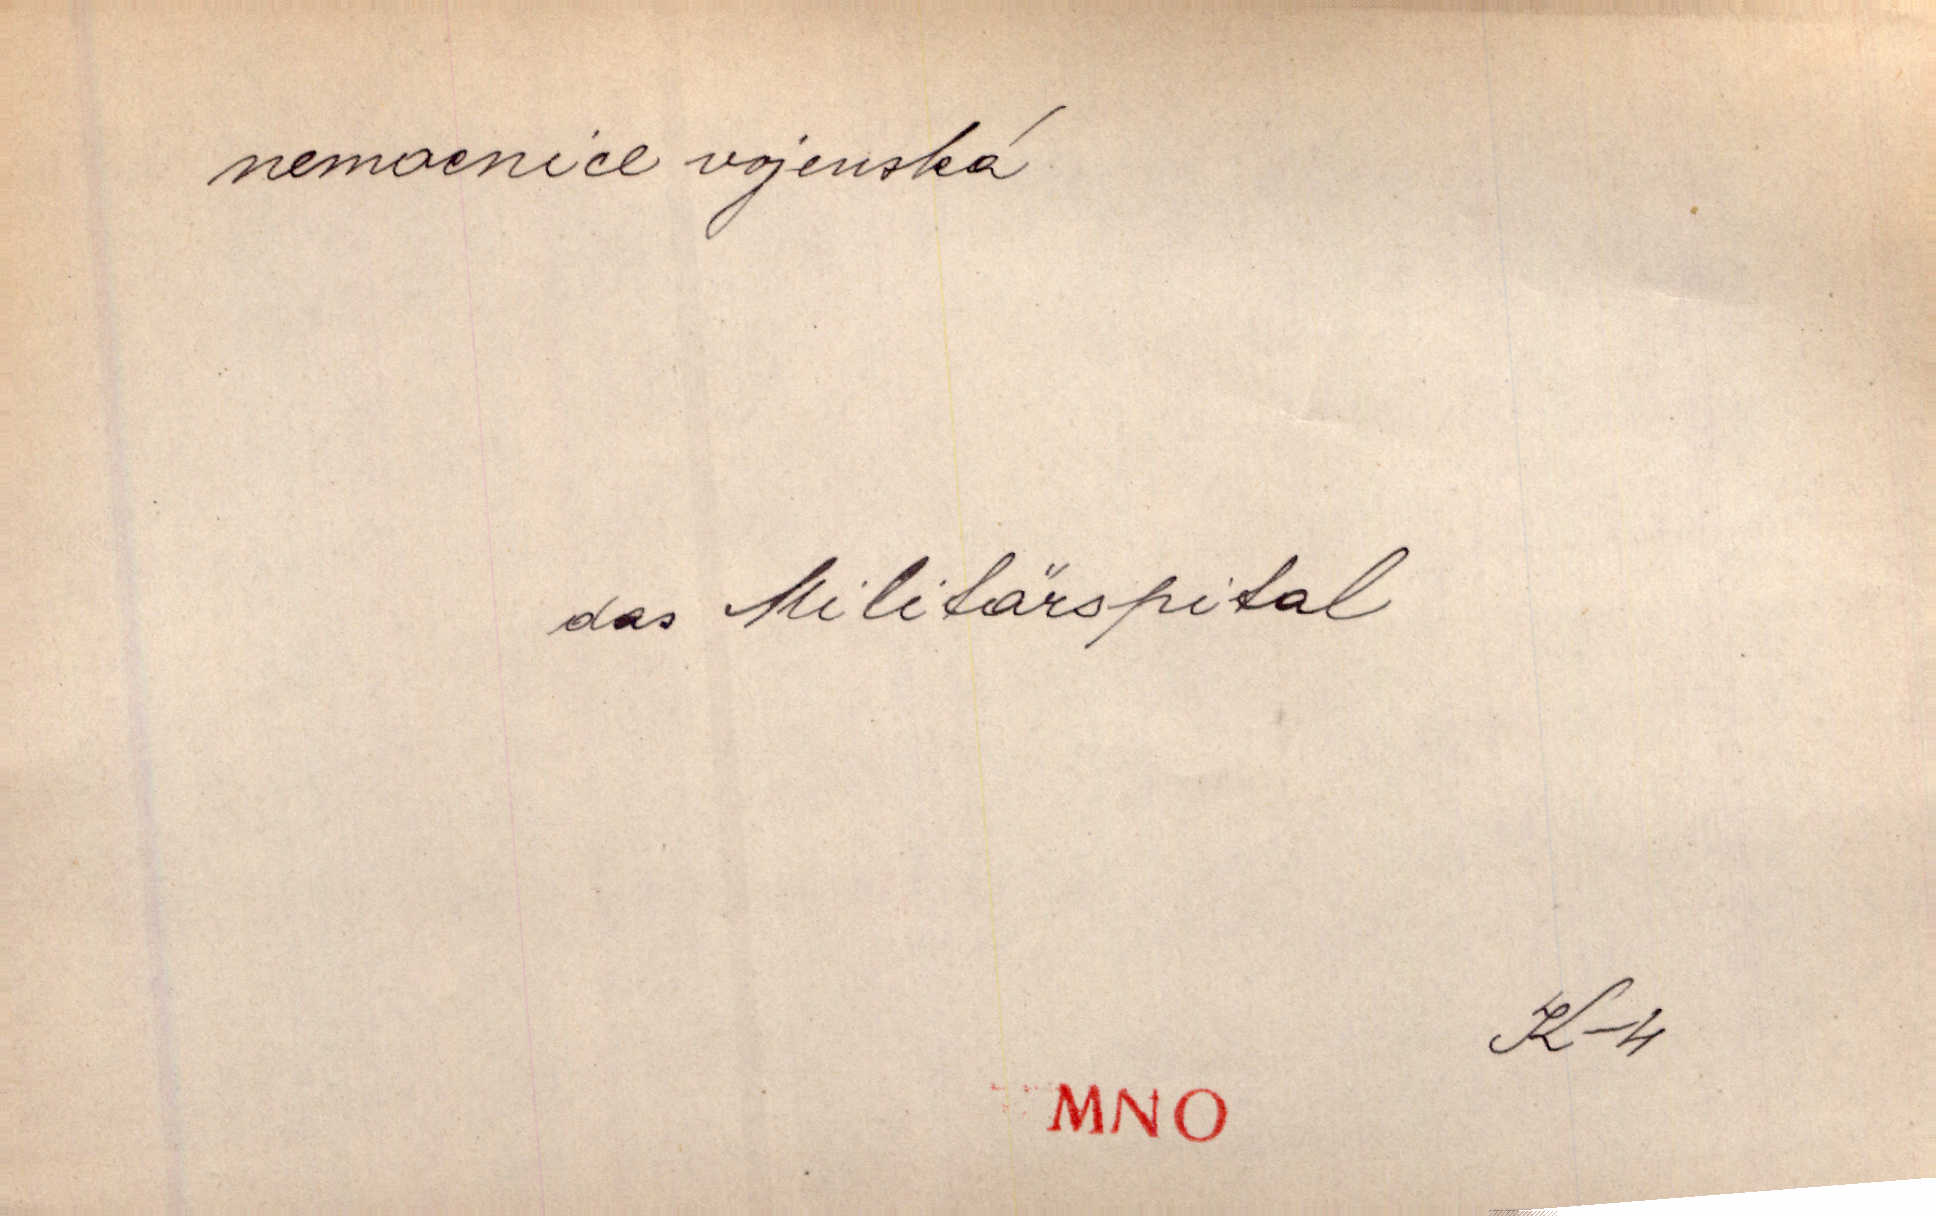 nemocnice vojenská
das Militärspital
K-4
MNO